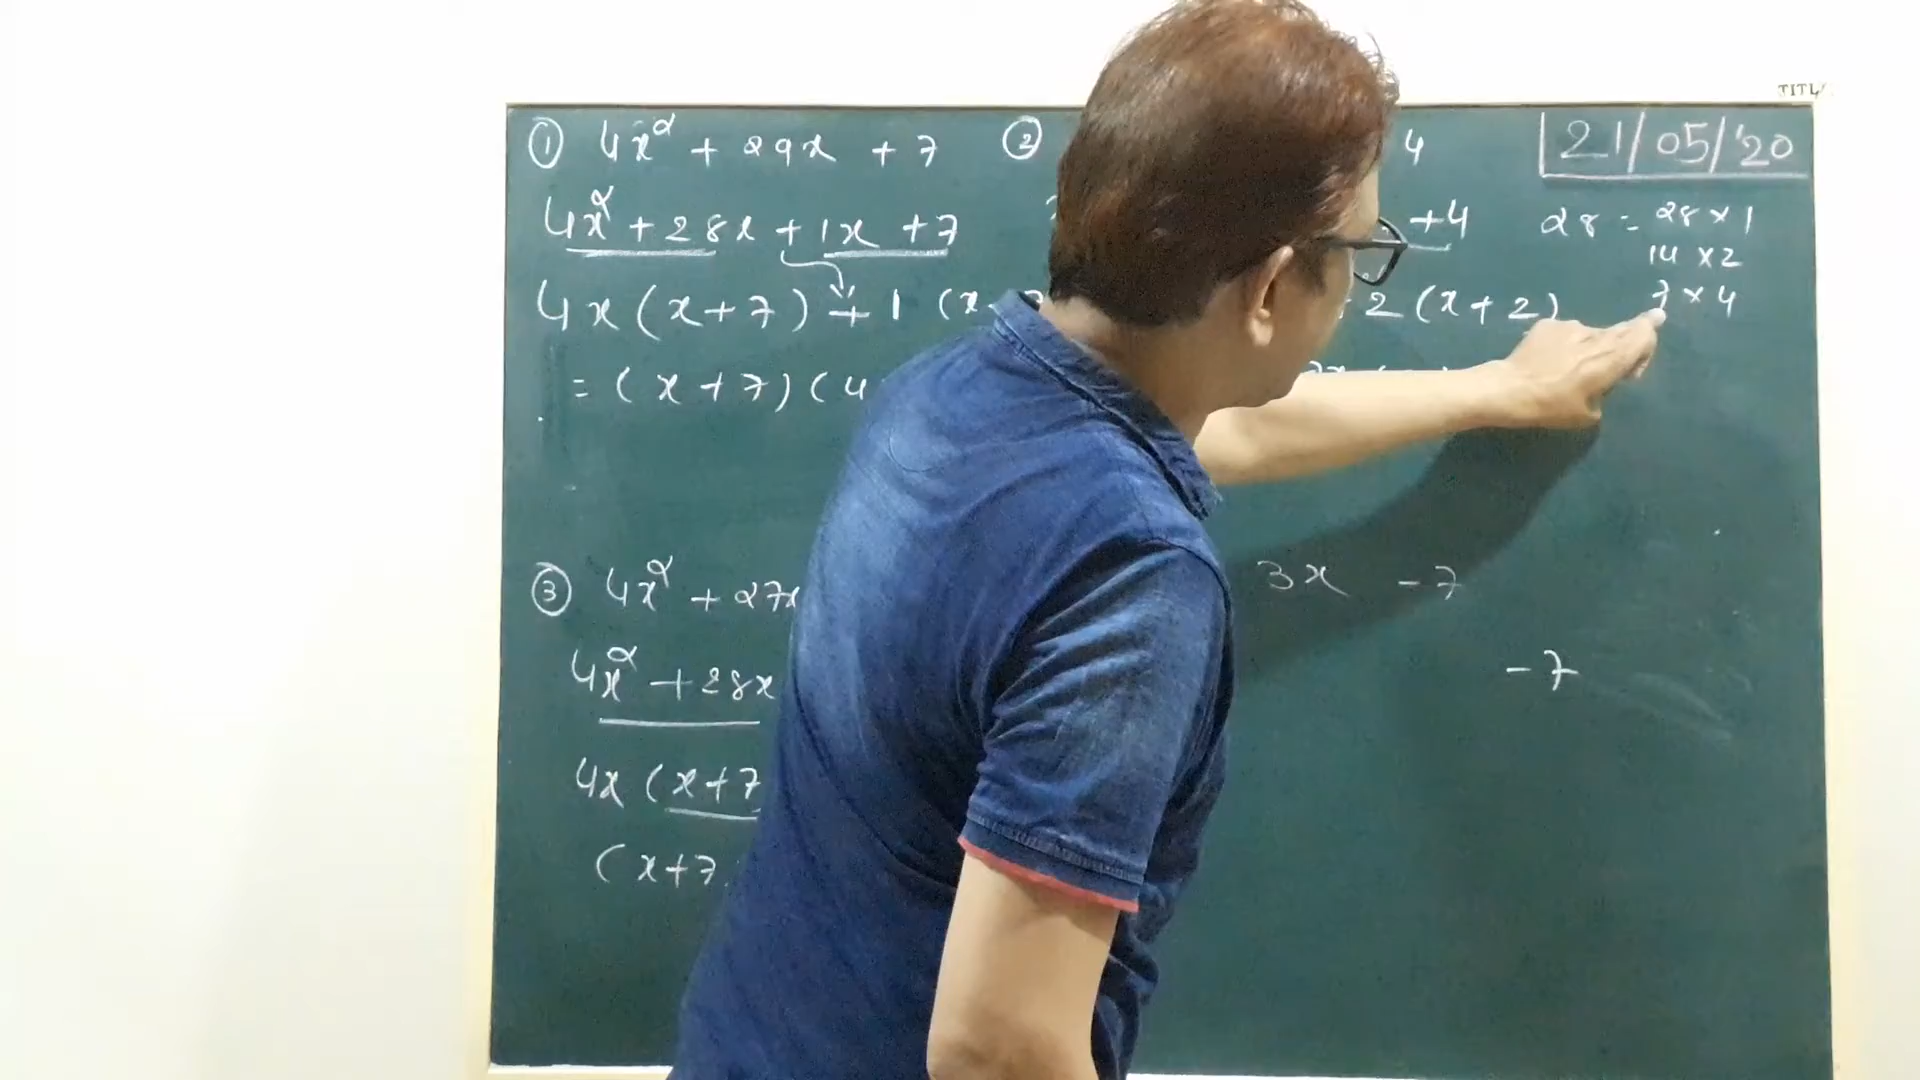 TITL
① 4x² + 29x + 7
② 4
21/05/'20
4x² + 28x + 1x + 7
+4
28 = 28 × 1
14 × 2
7 × 4
4x (x+7) + 1 (x
2 (x+2)
= (x+7) (4
③ 4x² + 27x
3x - 7
4x² + 28x
-7
4x (x+7
(x+7